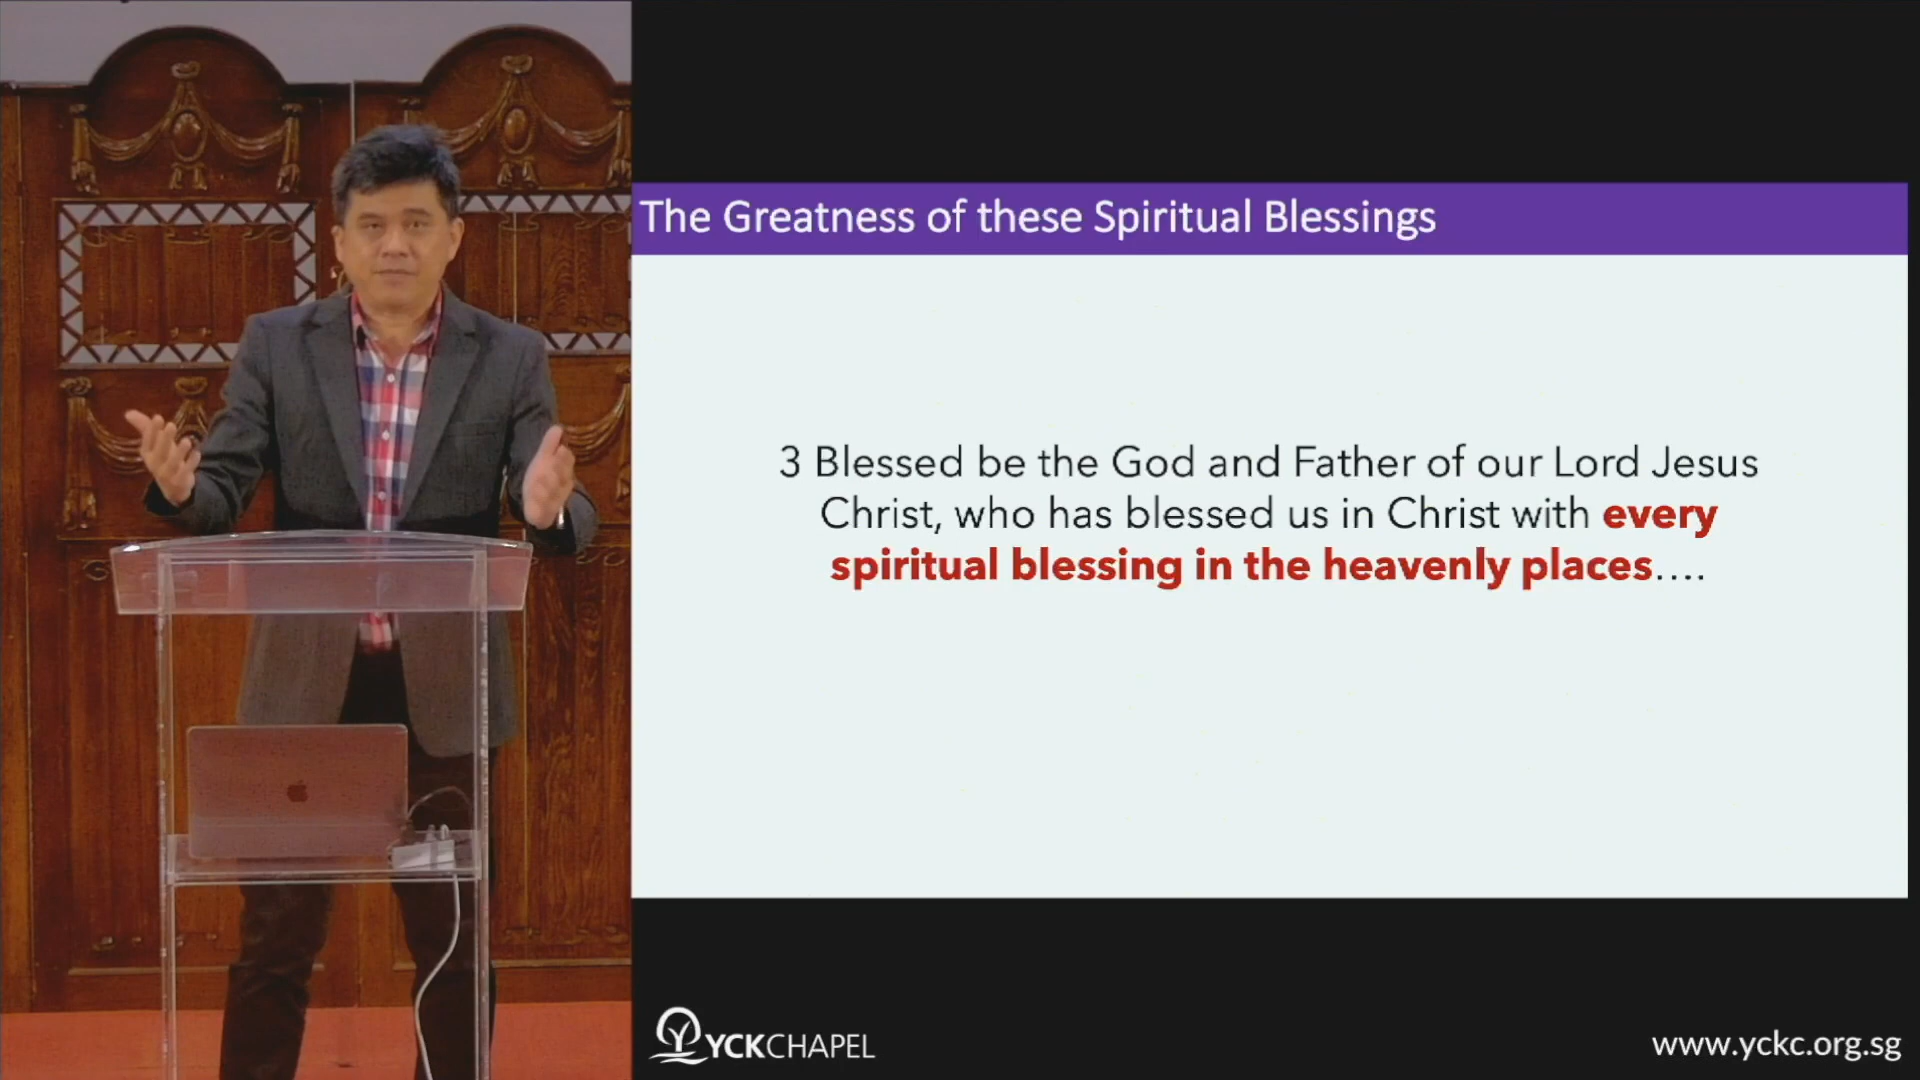 The Greatness of these Spiritual Blessings
3 Blessed be the God and Father of our Lord Jesus
Christ, who has blessed us in Christ with every
spiritual blessing in the heavenly places....
YCKCHAPEL
www.yckc.org.sg